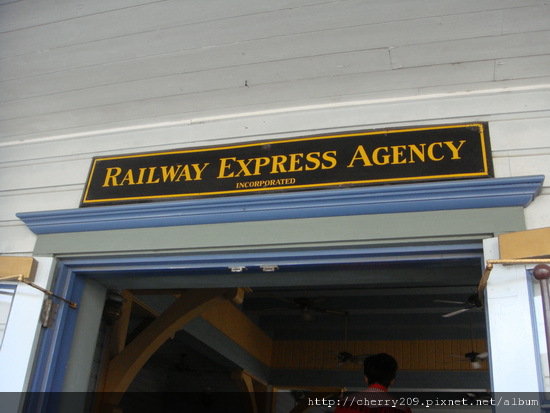 RAILWAY EXPRESS AGENCY
INCORPORATED
http://cherry209.pixnet.net/album